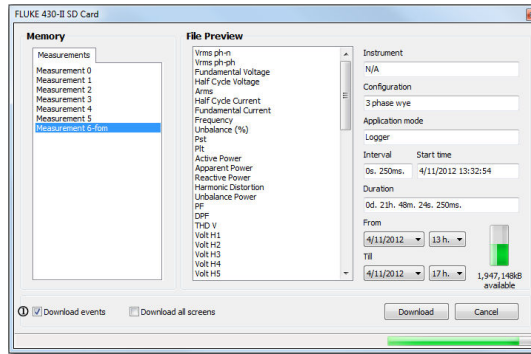 FLUKE 430-II SD Card
Memory
Measurements
Measurement 0
Measurement 1
Measurement 2
Measurement 3
Measurement 4
Measurement 5
Measurement 6-fom
File Preview
Vrms ph-n
Vrms ph-ph
Fundamental Voltage
Half Cycle Voltage
Arms
Half Cycle Current
Fundamental Current
Frequency
Unbalance (%)
Pst
Plt
Active Power
Apparent Power
Reactive Power
Harmonic Distortion
Unbalance Power
PF
DPF
THD V
Volt H1
Volt H2
Volt H3
Volt H4
Volt H5
Instrument
N/A
Configuration
3 phase wye
Application mode
Logger
Interval Start time
0s. 250ms. 4/11/2012 13:32:54
Duration
0d. 21h. 48m. 24s. 250ms.
From
4/11/2012 13 h.
Till
4/11/2012 17 h.
1,947,148kB
available
① Download events Download all screens Download Cancel